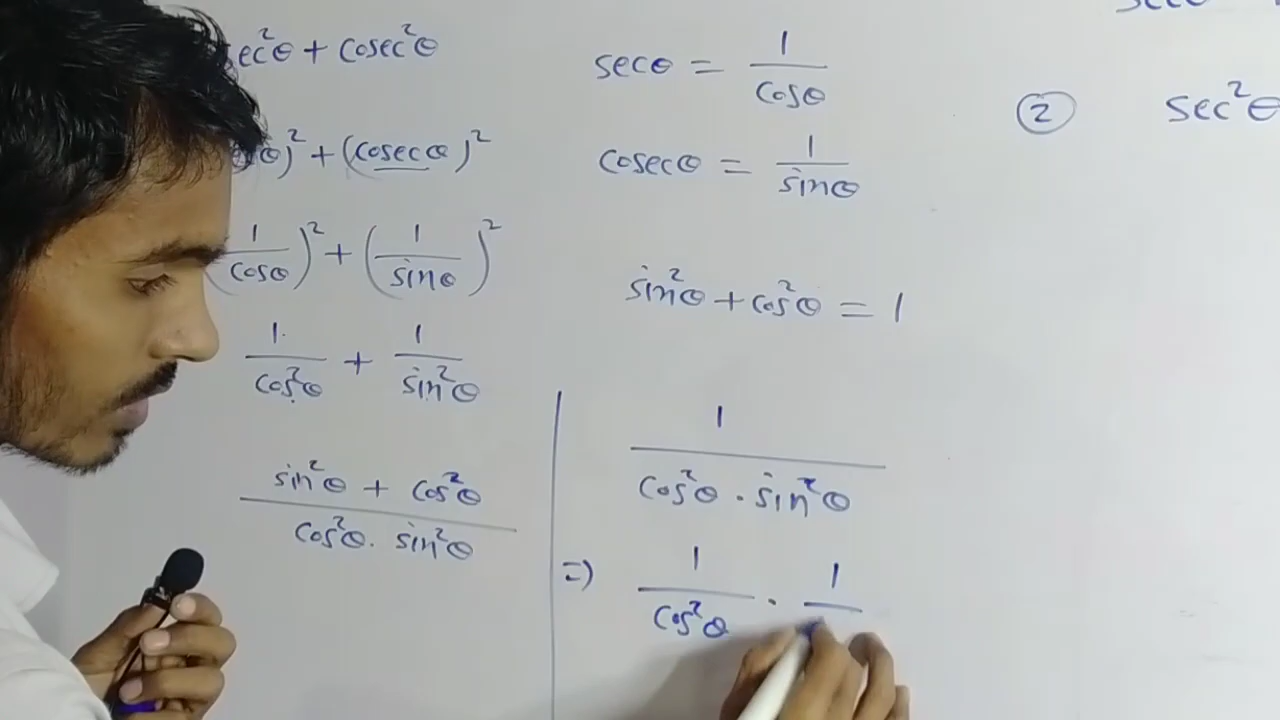 ec²θ + cosec²θ
θ)² + (cosecθ)²
(1/cosθ)² + (1/sinθ)²
1/cos²θ + 1/sin²θ
sin²θ + cos²θ
cos²θ . sin²θ
secθ = 1/cosθ
cosecθ = 1/sinθ
sin²θ + cos²θ = 1
1
cos²θ . sin²θ
=) 1/cos²θ . 1
② sec²θ